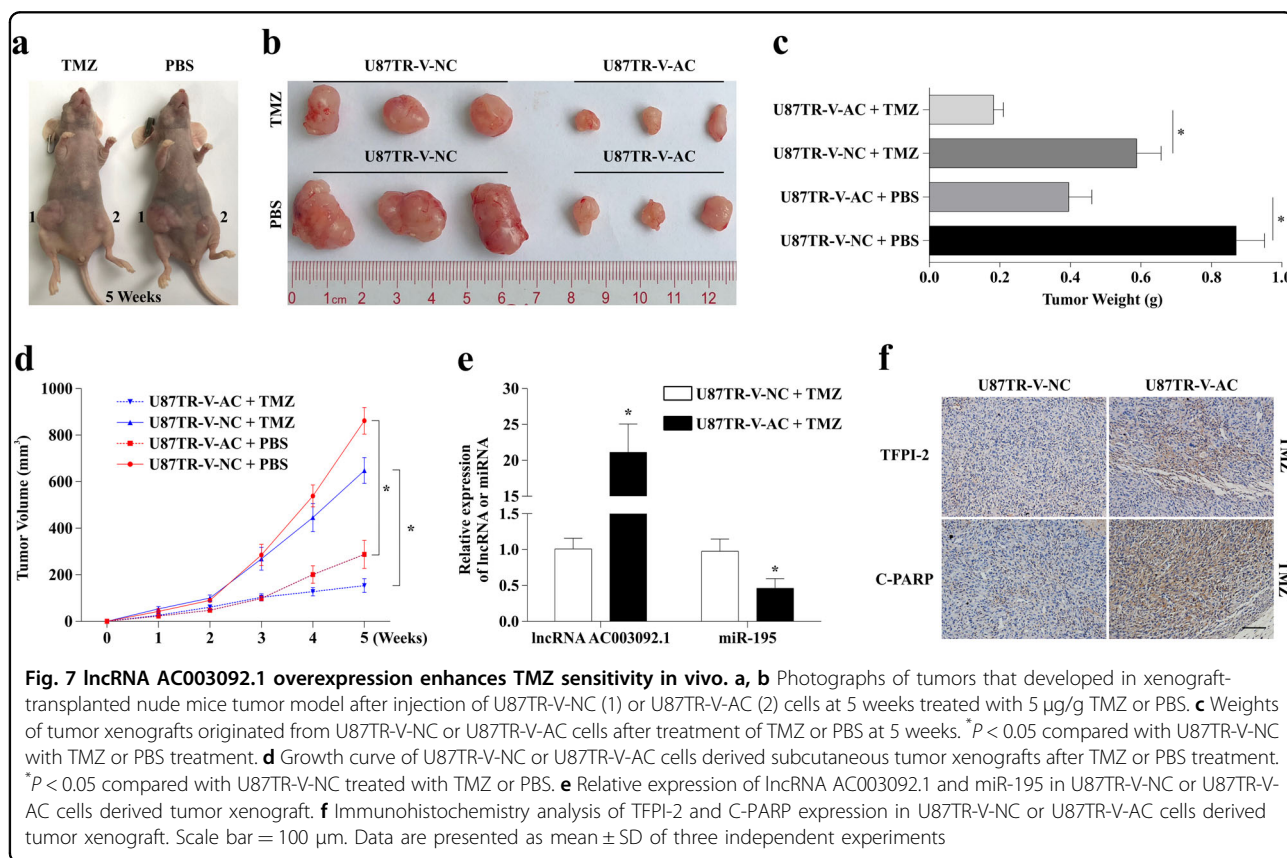 a
TMZ PBS
1 2 1 2
5 Weeks
b
U87TR-V-NC U87TR-V-AC
TMZ
U87TR-V-NC U87TR-V-AC
PBS
0 1cm 2 3 4 5 6 7 8 9 10 11 12
c
U87TR-V-AC + TMZ
U87TR-V-NC + TMZ
U87TR-V-AC + PBS
U87TR-V-NC + PBS
*
*
0.0 0.2 0.4 0.6 0.8 1.0
Tumor Weight (g)
d
1000
800
600
400
200
0
Tumor Volume (mm³)
U87TR-V-AC + TMZ
U87TR-V-NC + TMZ
U87TR-V-AC + PBS
U87TR-V-NC + PBS
*
*
0 1 2 3 4 5 (Weeks)
e
30
25
20
15
1.0
0.5
0.0
Relative expression
of lncRNA or miRNA
U87TR-V-NC + TMZ
U87TR-V-AC + TMZ
*
*
lncRNA AC003092.1 miR-195
f
U87TR-V-NC U87TR-V-AC
TFPI-2
TMZ
C-PARP
TMZ
Fig. 7 lncRNA AC003092.1 overexpression enhances TMZ sensitivity in vivo. a, b Photographs of tumors that developed in xenograft-
transplanted nude mice tumor model after injection of U87TR-V-NC (1) or U87TR-V-AC (2) cells at 5 weeks treated with 5 µg/g TMZ or PBS. c Weights
of tumor xenografts originated from U87TR-V-NC or U87TR-V-AC cells after treatment of TMZ or PBS at 5 weeks. *P < 0.05 compared with U87TR-V-NC
with TMZ or PBS treatment. d Growth curve of U87TR-V-NC or U87TR-V-AC cells derived subcutaneous tumor xenografts after TMZ or PBS treatment.
*P < 0.05 compared with U87TR-V-NC treated with TMZ or PBS. e Relative expression of lncRNA AC003092.1 and miR-195 in U87TR-V-NC or U87TR-V-
AC cells derived tumor xenograft. f Immunohistochemistry analysis of TFPI-2 and C-PARP expression in U87TR-V-NC or U87TR-V-AC cells derived
tumor xenograft. Scale bar = 100 µm. Data are presented as mean ± SD of three independent experiments